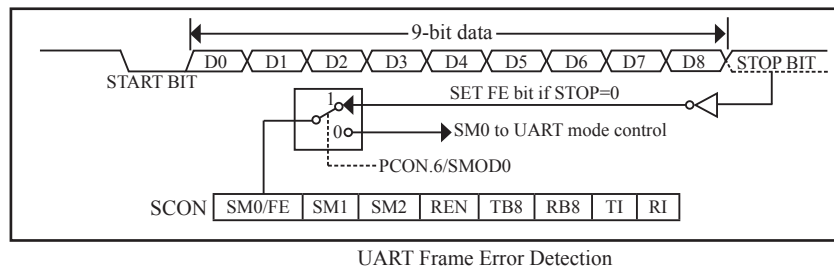 9-bit data
D0 D1 D2 D3 D4 D5 D6 D7 D8 STOP BIT
START BIT
SET FE bit if STOP=0
1
0
SM0 to UART mode control
PCON.6/SMOD0
SCON SM0/FE SM1 SM2 REN TB8 RB8 TI RI
UART Frame Error Detection